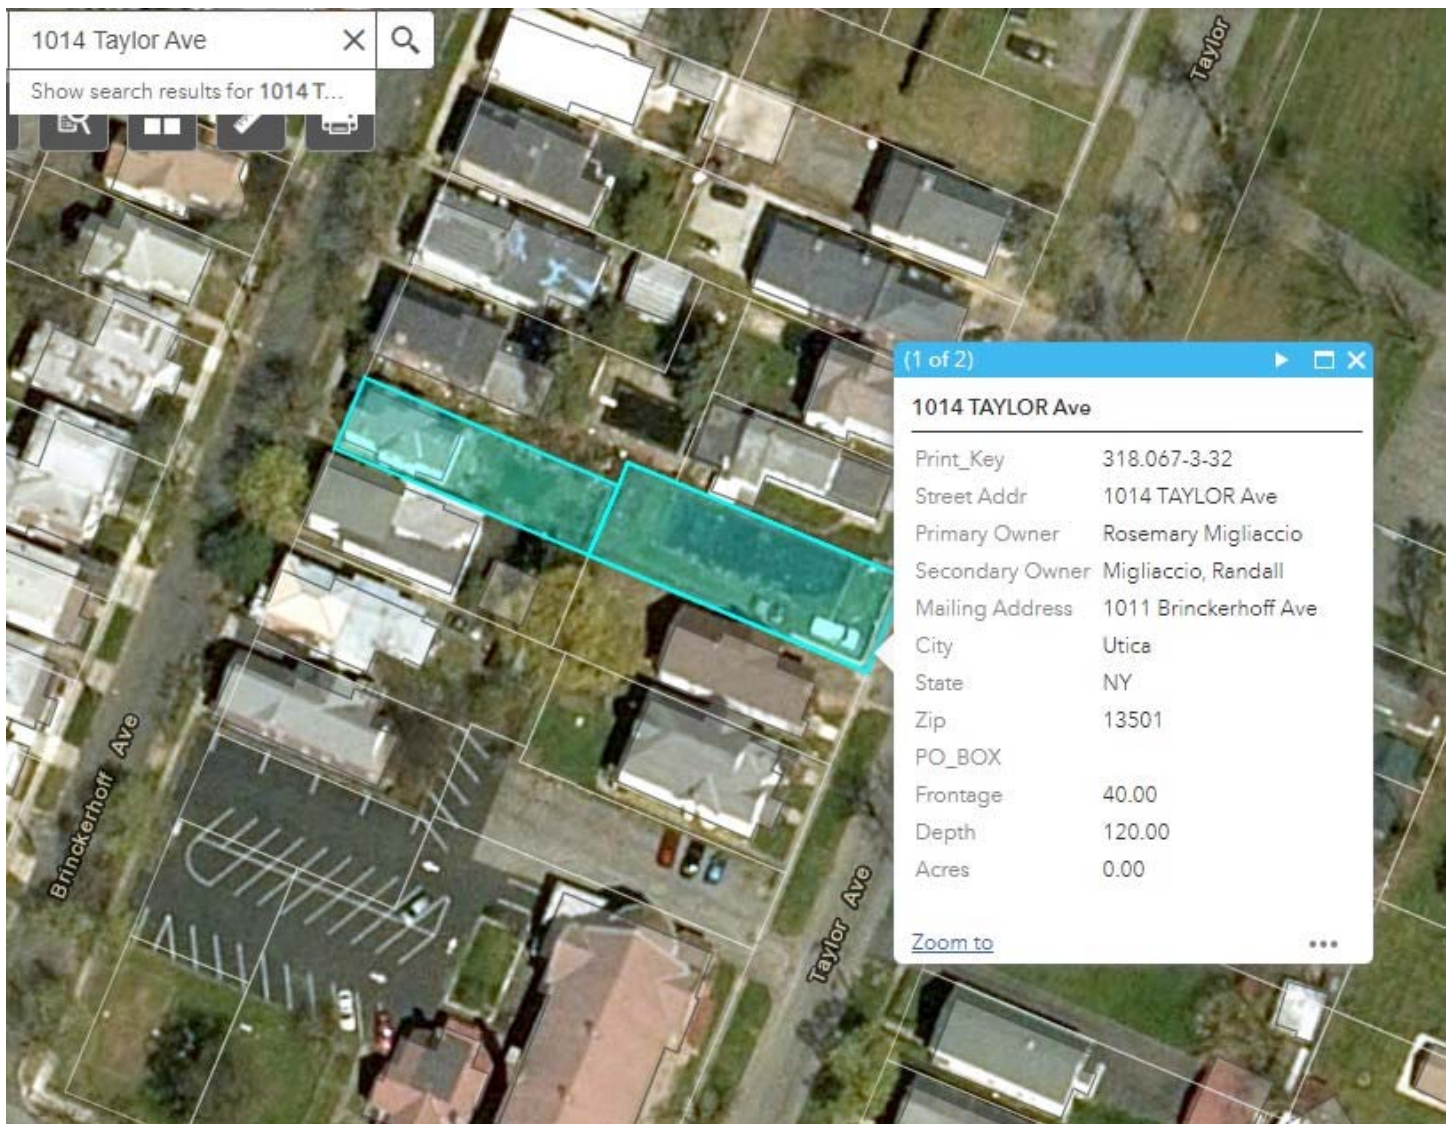 1014 Taylor Ave
Show search results for 1014 T...
Taylor
(1 of 2)
1014 TAYLOR Ave
Print_Key 318.067-3-32
Street Addr 1014 TAYLOR Ave
Primary Owner Rosemary Migliaccio
Secondary Owner Migliaccio, Randall
Mailing Address 1011 Brinckerhoff Ave
City Utica
State NY
Zip 13501
PO_BOX
Frontage 40.00
Depth 120.00
Acres 0.00
Zoom to
Brinckerhoff Ave
Taylor Ave